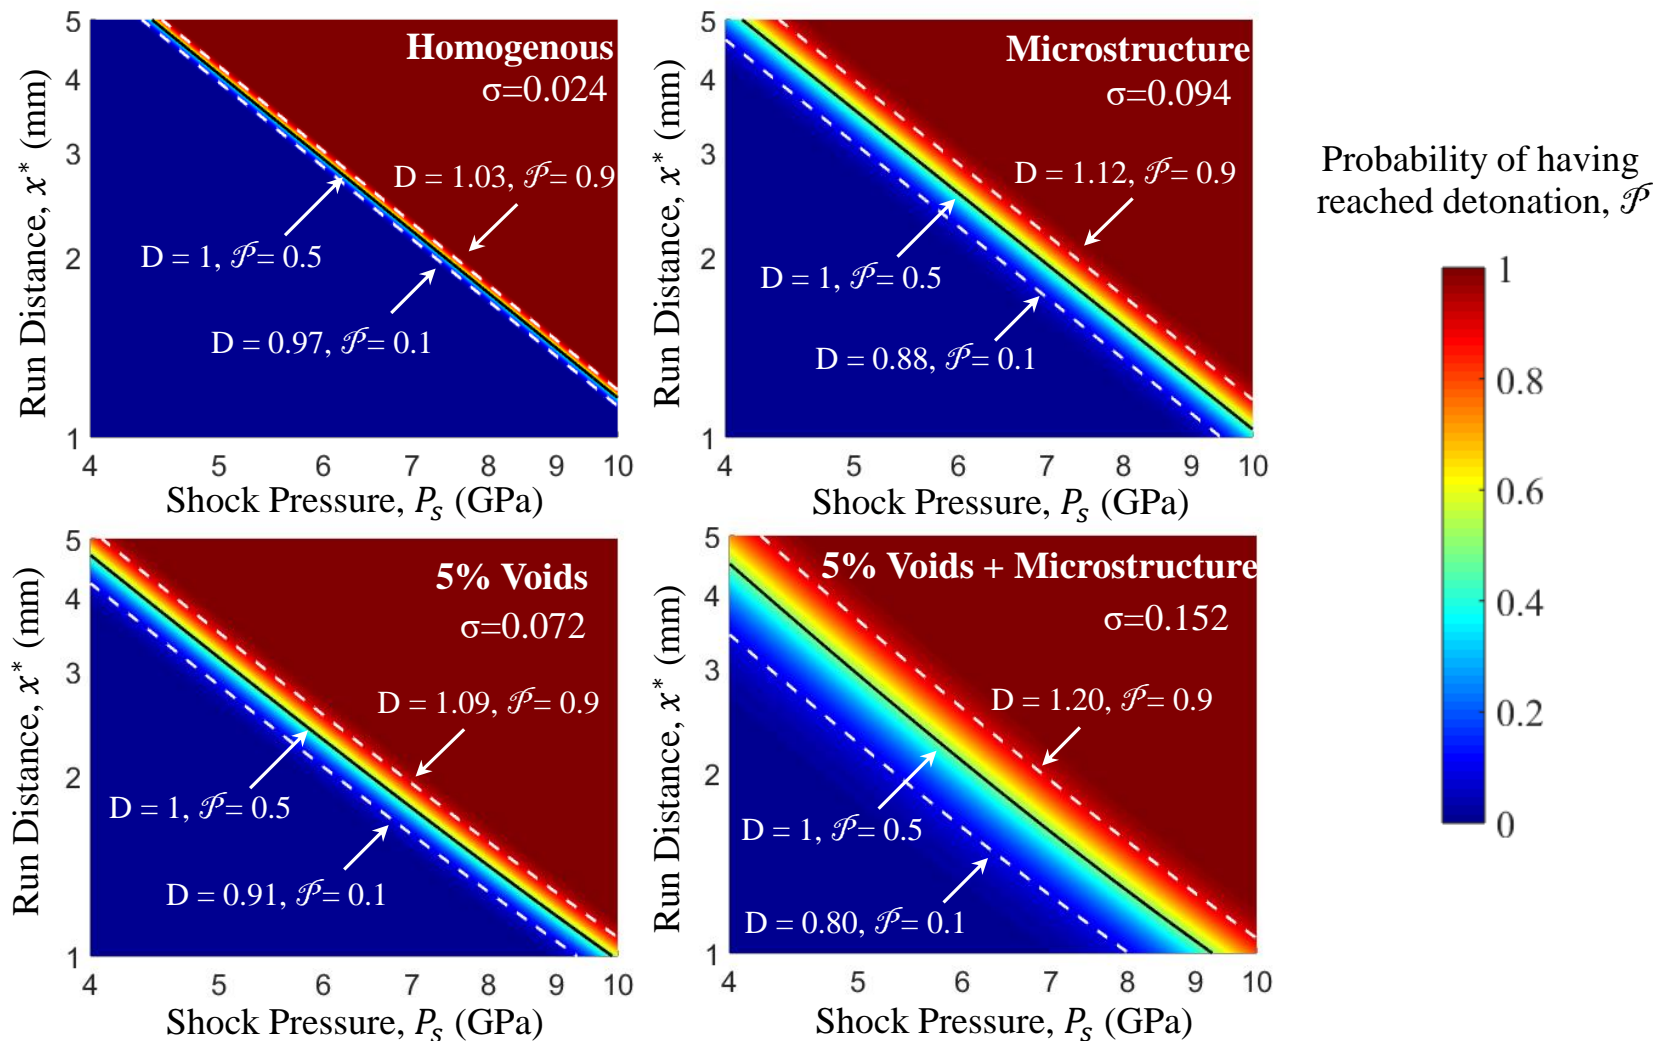 Homogenous
σ=0.024
D = 1.03, 𝒫= 0.9
D = 1, 𝒫= 0.5
D = 0.97, 𝒫= 0.1
Run Distance, x* (mm)
5
4
3
2
1
4 5 6 7 8 9 10
Shock Pressure, Pₛ (GPa)
Microstructure
σ=0.094
D = 1.12, 𝒫= 0.9
D = 1, 𝒫= 0.5
D = 0.88, 𝒫= 0.1
Run Distance, x* (mm)
5
4
3
2
1
4 5 6 7 8 9 10
Shock Pressure, Pₛ (GPa)
5% Voids
σ=0.072
D = 1.09, 𝒫= 0.9
D = 1, 𝒫= 0.5
D = 0.91, 𝒫= 0.1
Run Distance, x* (mm)
5
4
3
2
1
4 5 6 7 8 9 10
Shock Pressure, Pₛ (GPa)
5% Voids + Microstructure
σ=0.152
D = 1.20, 𝒫= 0.9
D = 1, 𝒫= 0.5
D = 0.80, 𝒫= 0.1
Run Distance, x* (mm)
5
4
3
2
1
4 5 6 7 8 9 10
Shock Pressure, Pₛ (GPa)
Probability of having
reached detonation, 𝒫
1
0.8
0.6
0.4
0.2
0